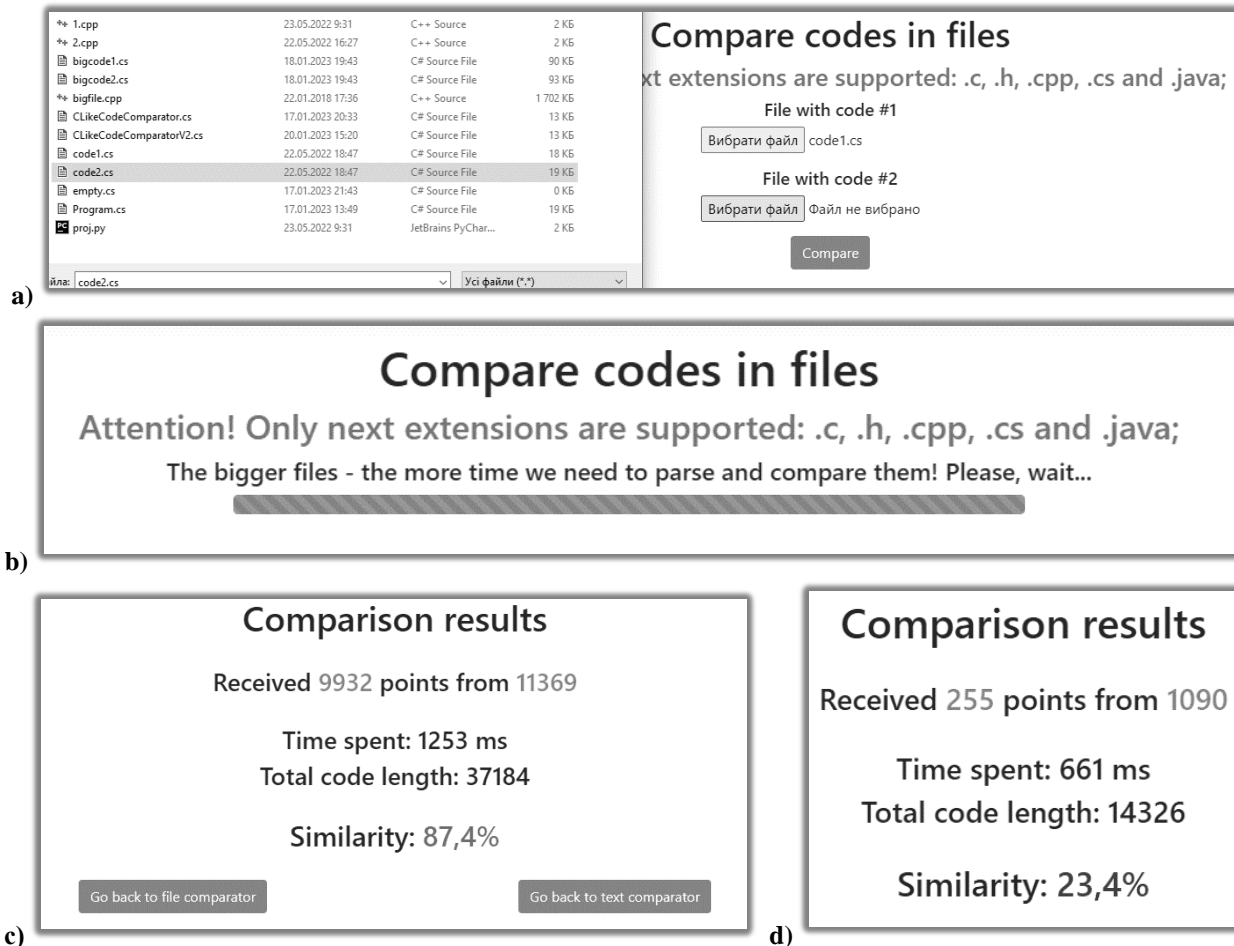 1.cpp 23.05.2022 9:31 C++ Source 2 КБ
2.cpp 22.05.2022 16:27 C++ Source 2 КБ
bigcode1.cs 18.01.2023 19:43 C# Source File 90 КБ
bigcode2.cs 18.01.2023 19:43 C# Source File 93 КБ
bigfile.cpp 22.01.2018 17:36 C++ Source 1 702 КБ
CLikeCodeComparator.cs 17.01.2023 20:33 C# Source File 13 КБ
CLikeCodeComparatorV2.cs 20.01.2023 15:20 C# Source File 13 КБ
code1.cs 22.05.2022 18:47 C# Source File 18 КБ
code2.cs 22.05.2022 18:47 C# Source File 19 КБ
empty.cs 17.01.2023 21:43 C# Source File 0 КБ
Program.cs 17.01.2023 13:49 C# Source File 19 КБ
PC proj.py 23.05.2022 9:31 JetBrains PyChar... 2 КБ
йла: code2.cs Усі файли (*.*)
Compare codes in files
xt extensions are supported: .c, .h, .cpp, .cs and .java;
File with code #1
Вибрати файл code1.cs
File with code #2
Вибрати файл Файл не вибрано
Compare
a)
Compare codes in files
Attention! Only next extensions are supported: .c, .h, .cpp, .cs and .java;
The bigger files - the more time we need to parse and compare them! Please, wait...
b)
Comparison results
Received 9932 points from 11369
Time spent: 1253 ms
Total code length: 37184
Similarity: 87,4%
Go back to file comparator Go back to text comparator
c)
Comparison results
Received 255 points from 1090
Time spent: 661 ms
Total code length: 14326
Similarity: 23,4%
d)